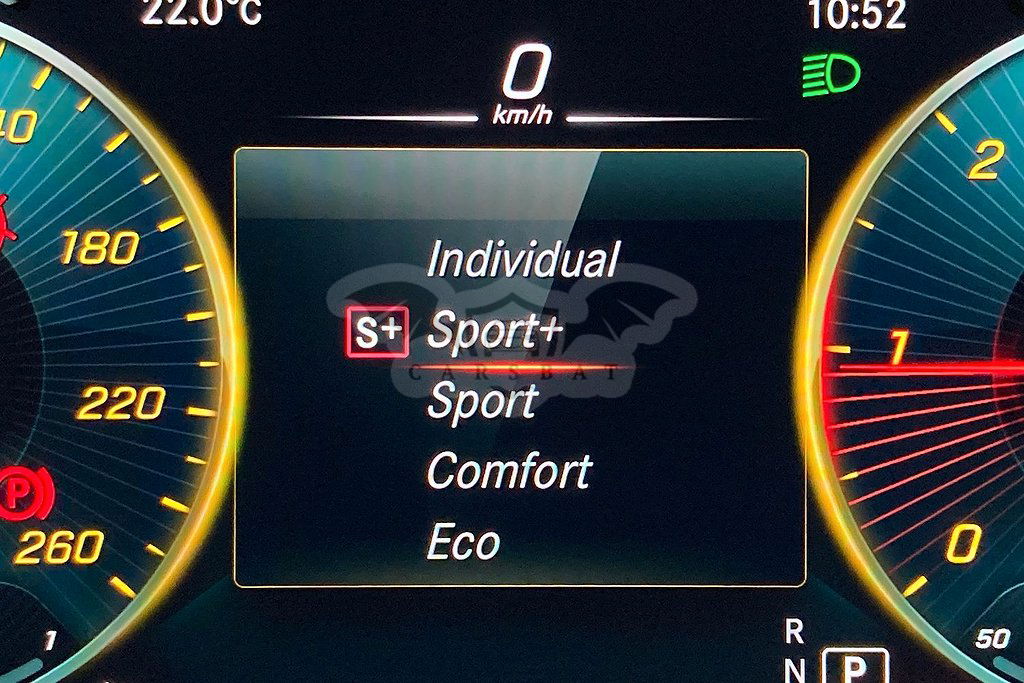 22.0°C
10:52
0
km/h
180
220
260
1
Individual
S+ Sport+
CARSBAT
Sport
Comfort
Eco
P
2
1
0
50
R
N
P